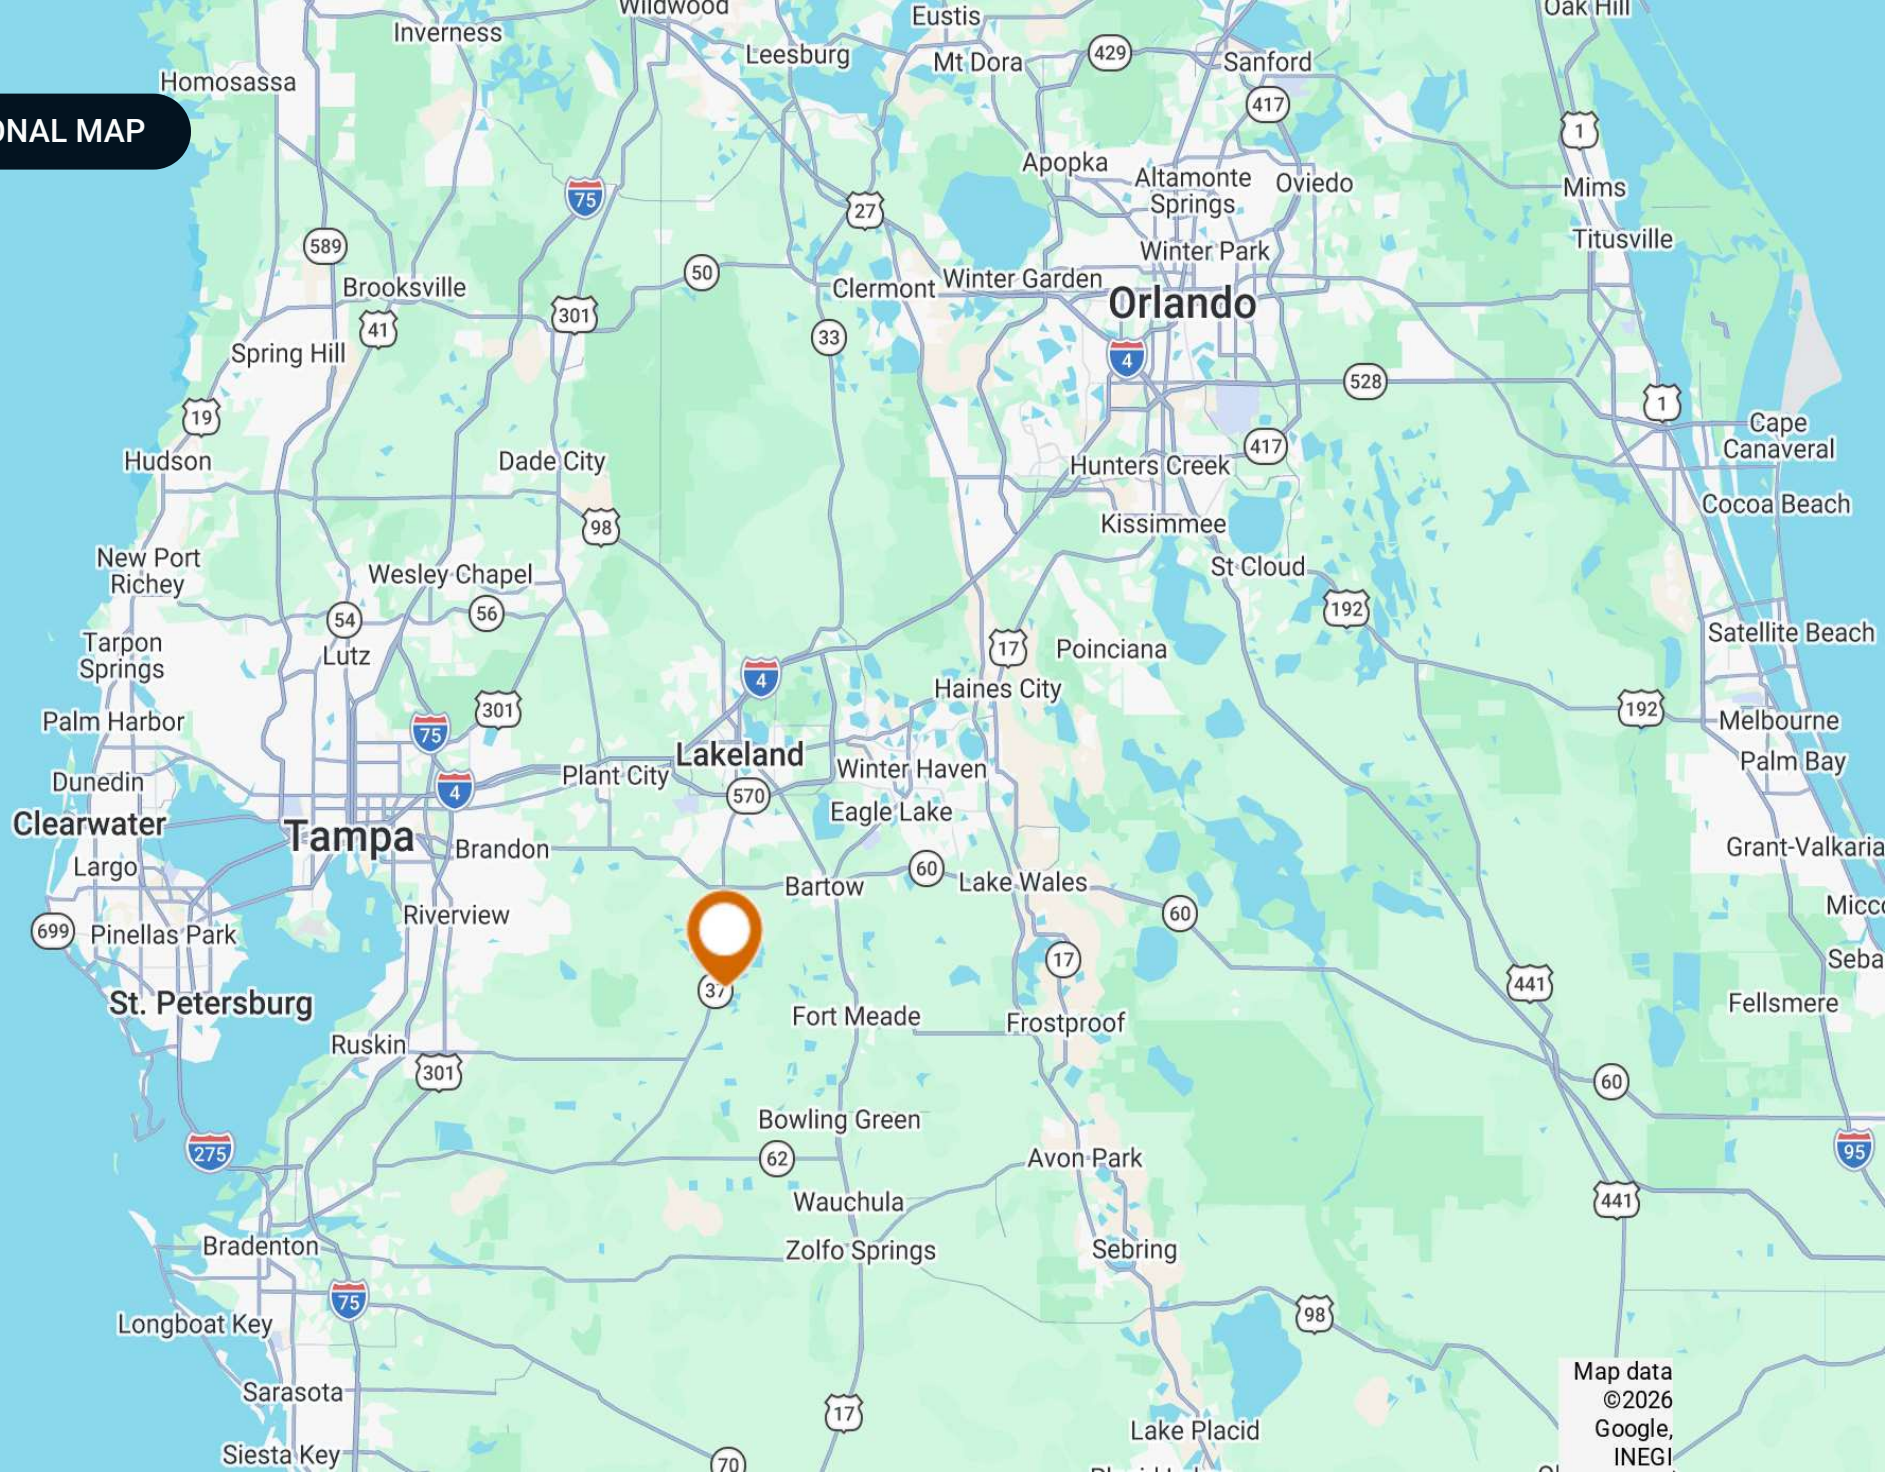 Wildwood
Eustis
Oak Hill
Inverness
Leesburg
Mt Dora
429
Sanford
Homosassa
417
ONAL MAP
1
Apopka
Altamonte
Springs
Oviedo
Mims
75
27
Titusville
589
Winter Park
50
Brooksville
Clermont
Winter Garden
Orlando
301
41
33
Spring Hill
4
528
19
1
Cape
Canaveral
417
Hudson
Dade City
Hunters Creek
Cocoa Beach
98
Kissimmee
New Port
Richey
Wesley Chapel
St Cloud
56
54
192
Tarpon
Springs
Satellite Beach
Lutz
17
Poinciana
4
Haines City
301
192
Palm Harbor
Melbourne
75
Lakeland
Palm Bay
Plant City
Winter Haven
Dunedin
4
570
Eagle Lake
Clearwater
Tampa
Brandon
Grant-Valkaria
Largo
60
Bartow
Lake Wales
Micco
Riverview
60
699
Pinellas Park
17
Seba
441
37
St. Petersburg
Fort Meade
Frostproof
Fellsmere
Ruskin
301
60
Bowling Green
275
62
Avon Park
95
Wauchula
441
Bradenton
Zolfo Springs
Sebring
75
98
Longboat Key
Map data
©2026
Google,
INEGI
Sarasota
17
Lake Placid
Siesta Key
70